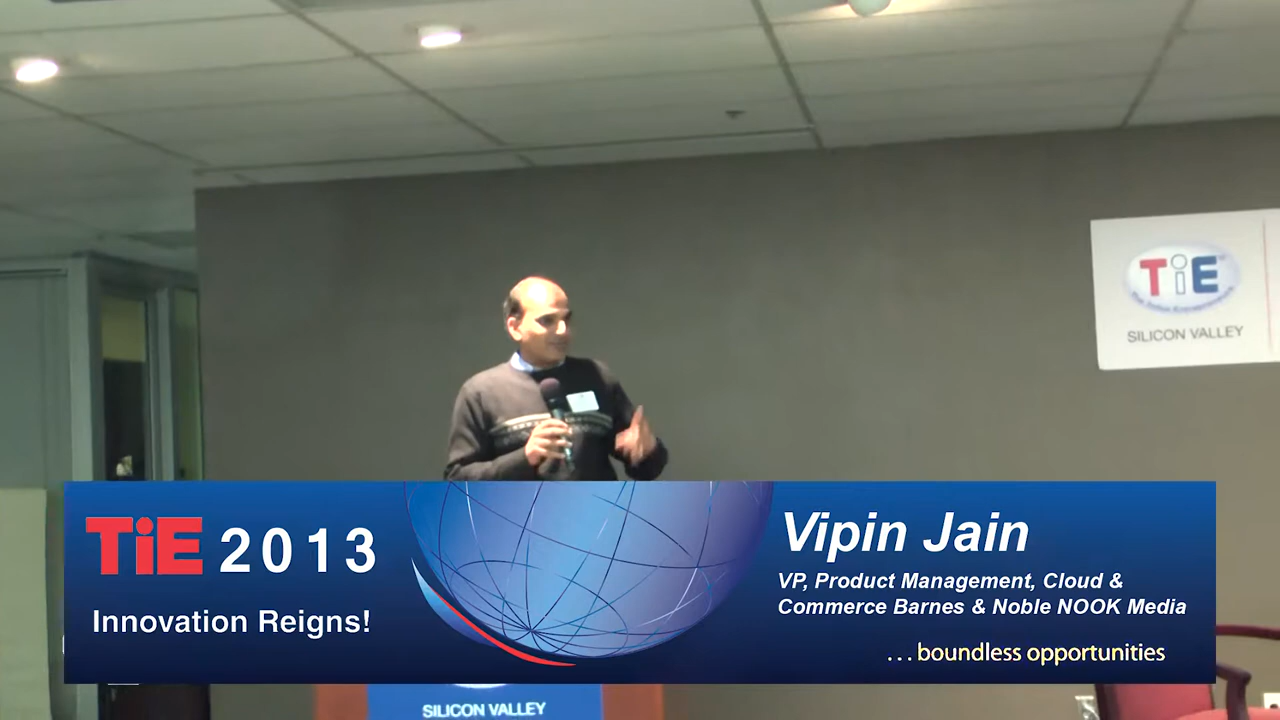 TiE
SILICON VALLEY
TiE 2013
Innovation Reigns!
Vipin Jain
VP, Product Management, Cloud &
Commerce Barnes & Noble NOOK Media
...boundless opportunities
SILICON VALLEY